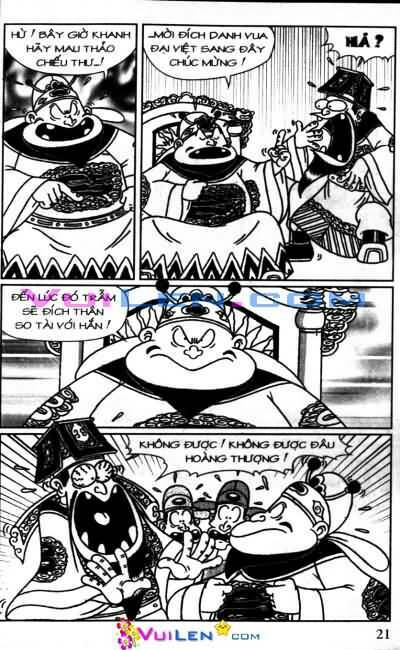 HỪ! BÂY GIỜ KHANH
HÃY MAU THẢO
CHIẾU THƯ...!
...MỜI ĐÍCH DANH VUA
ĐẠI VIỆT SANG ĐÂY
CHÚC MỪNG!
HẢ?
ĐẾN LÚC ĐÓ TRẪM
SẼ ĐÍCH THÂN
SO TÀI VỚI HẮN!
VUILEN.COM
KHÔNG ĐƯỢC! KHÔNG ĐƯỢC ĐÂU
HOÀNG THƯỢNG!
21
VUILEN.COM